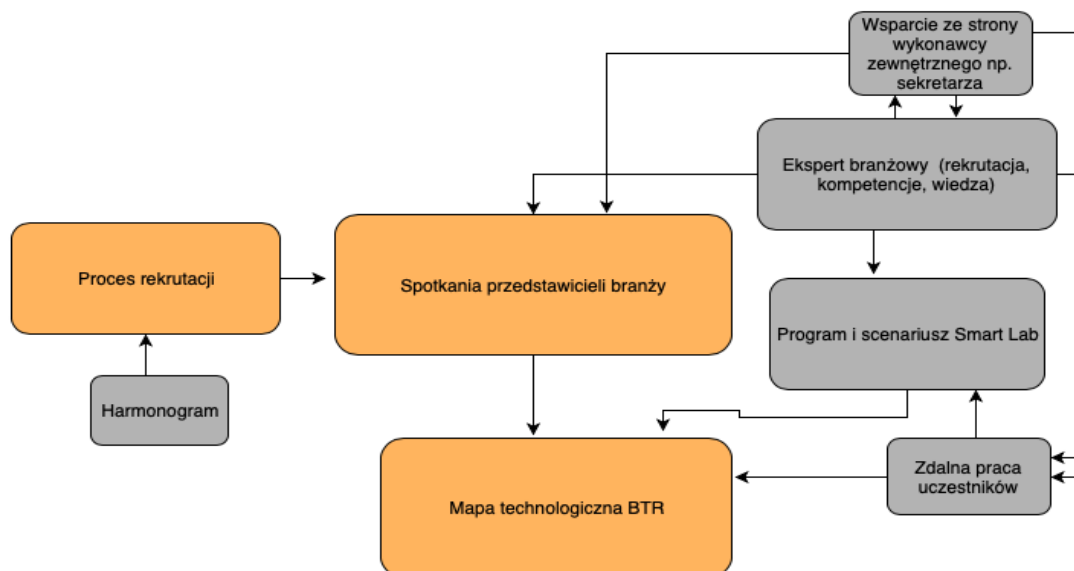 Wsparcie ze strony
wykonawcy
zewnętrznego np.
sekretarza
Ekspert branżowy (rekrutacja,
kompetencje, wiedza)
Proces rekrutacji
Spotkania przedstawicieli branży
Program i scenariusz Smart Lab
Harmonogram
Mapa technologiczna BTR
Zdalna praca
uczestników